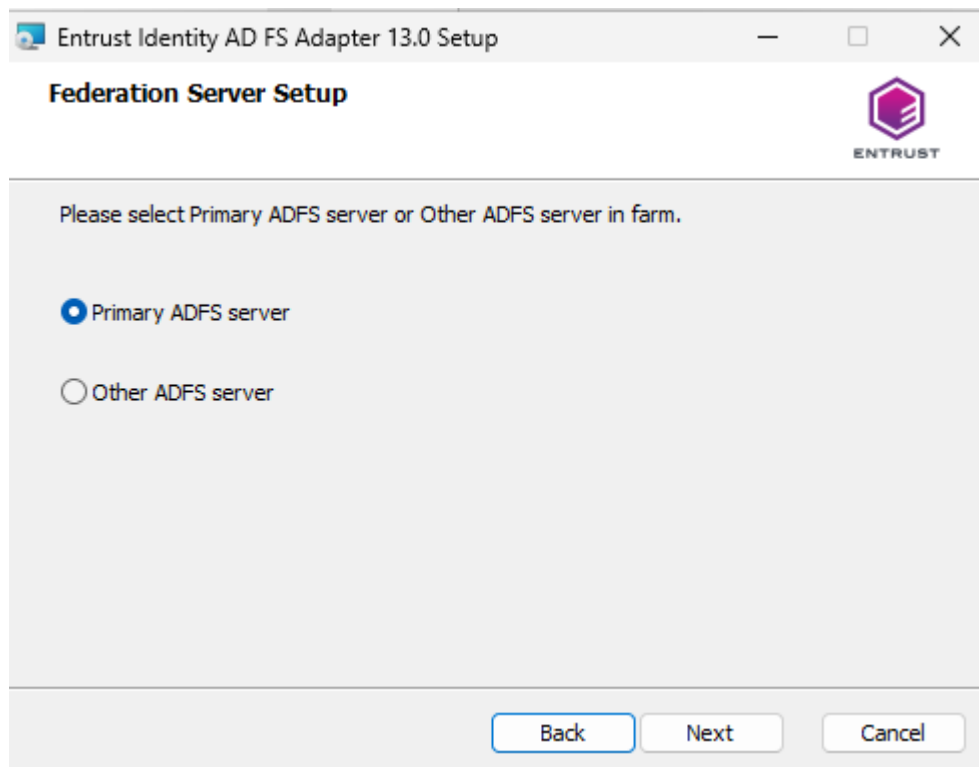 Entrust Identity AD FS Adapter 13.0 Setup
Federation Server Setup
ENTRUST
Please select Primary ADFS server or Other ADFS server in farm.
Primary ADFS server
Other ADFS server
Back Next Cancel